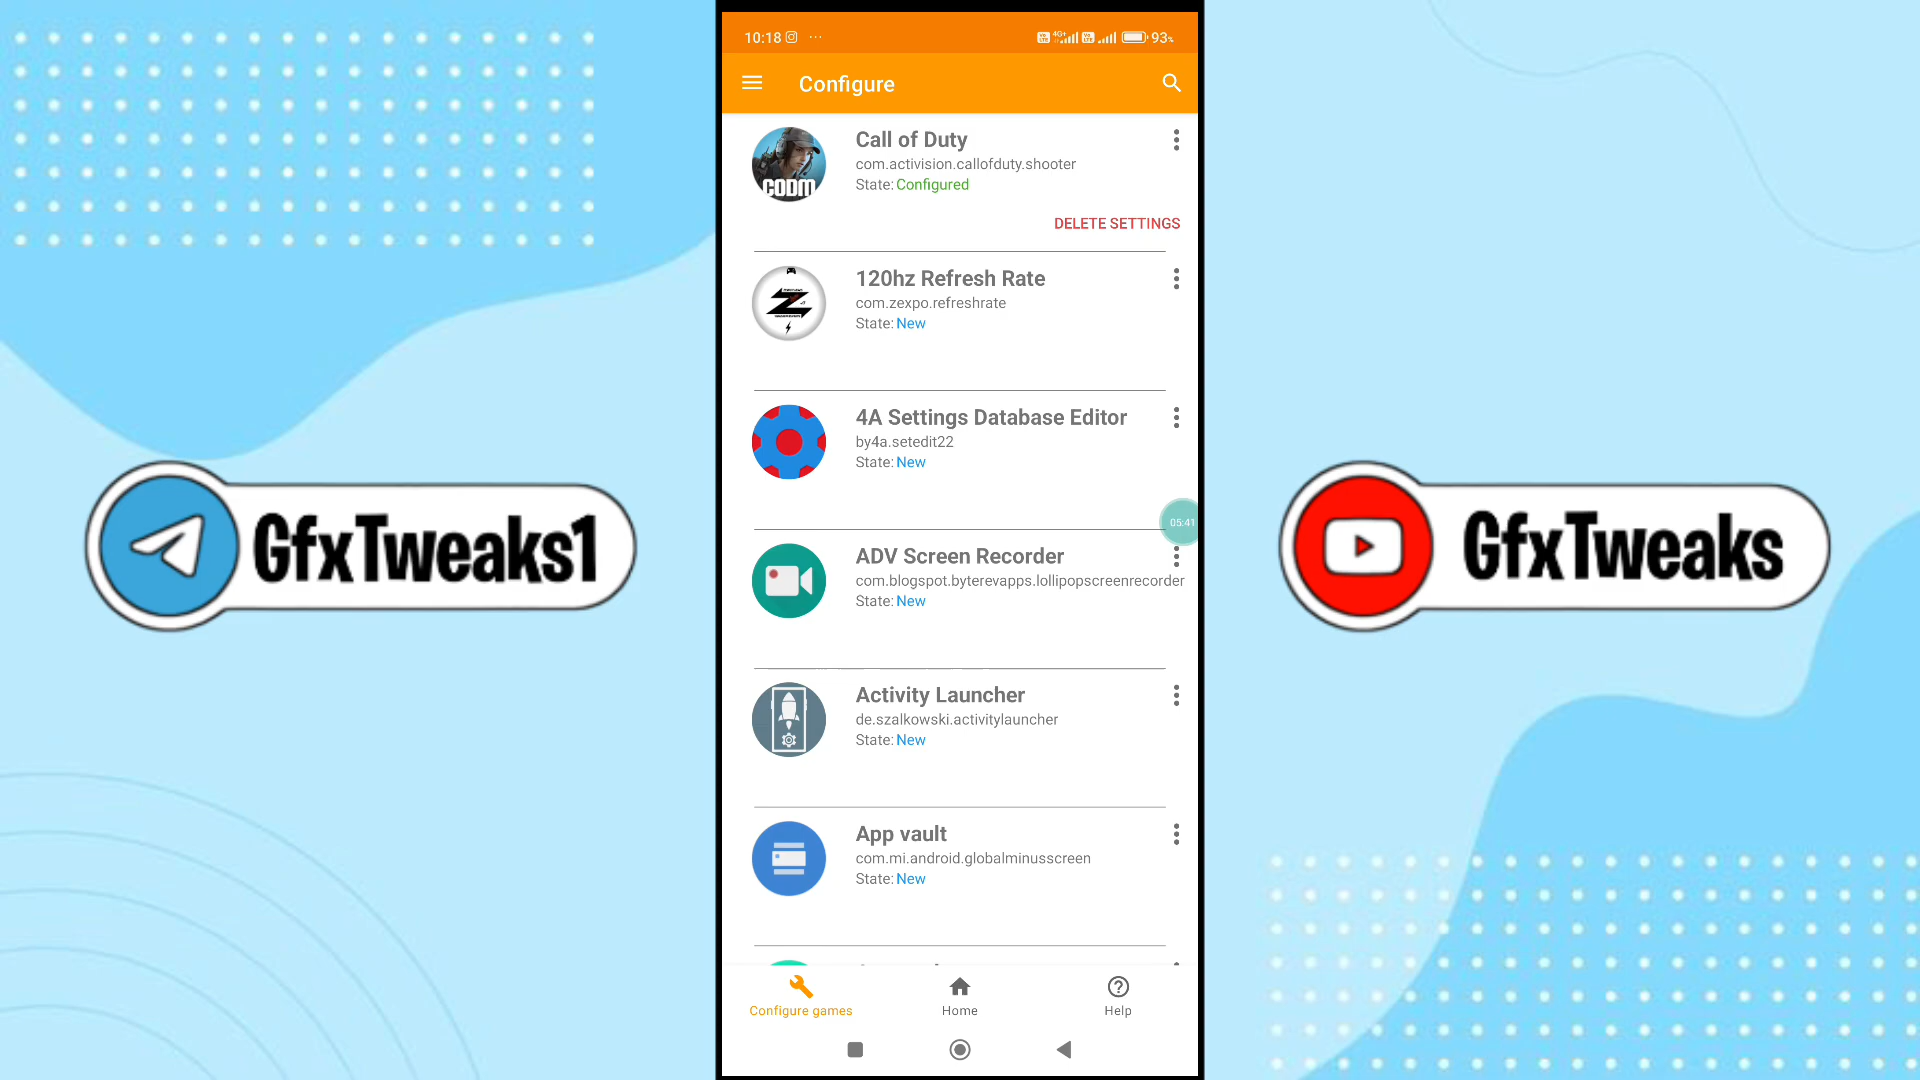 10:18
4G+
93%
Configure
CODM
Call of Duty
com.activision.callofduty.shooter
State: Configured
DELETE SETTINGS
Z
120hz Refresh Rate
com.zexpo.refreshrate
State: New
4A Settings Database Editor
by4a.setedit22
State: New
05:41
ADV Screen Recorder
com.blogspot.byterevapps.lollipopscreenrecorder
State: New
Activity Launcher
de.szalkowski.activitylauncher
State: New
App vault
com.mi.android.globalminusscreen
State: New
Configure games
Home
Help
GfxTweaks1
GfxTweaks